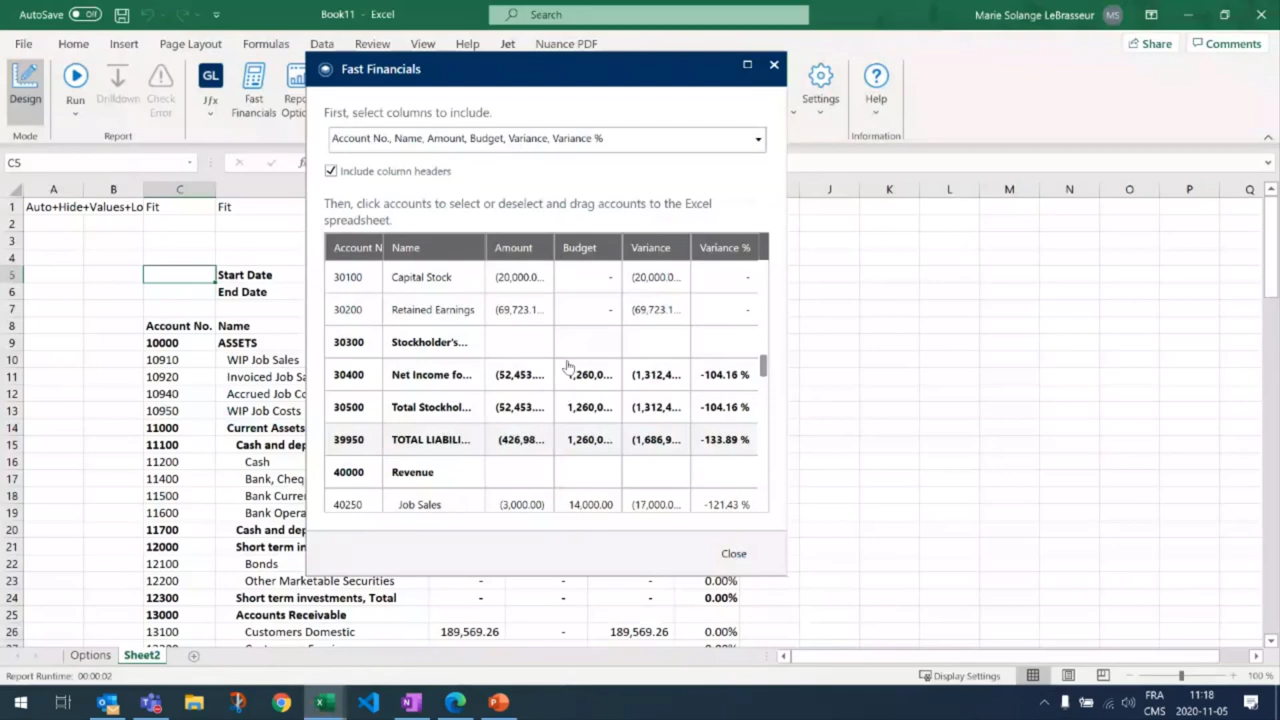 AutoSave Off Book11 - Excel Search Marie Solange LeBrasseur MS
File Home Insert Page Layout Formulas Data Review View Help Jet Nuance PDF Share Comments
Design Run Drilldown Check Error GL Jfx Fast Financials Settings Help
Mode Report Information
C5
Fast Financials
First, select columns to include.
Account No., Name, Amount, Budget, Variance, Variance %
Include column headers
Then, click accounts to select or deselect and drag accounts to the Excel
spreadsheet.
Account N Name Amount Budget Variance Variance %
30100 Capital Stock (20,000.0... - (20,000.0... -
30200 Retained Earnings (69,723.1... - (69,723.1... -
30300 Stockholder's...
30400 Net Income fo... (52,453.... 1,260,0... (1,312,4... -104.16 %
30500 Total Stockhol... (52,453.... 1,260,0... (1,312,4... -104.16 %
39950 TOTAL LIABILI... (426,98... 1,260,0... (1,686,9... -133.89 %
40000 Revenue
40250 Job Sales (3,000.00) 14,000.00 (17,000.0... -121.43 %
Close
A B C J K L M N O P Q
1 Auto+Hide+Values+Lo Fit Fit
2
3
5 Start Date
6 End Date
7
8 Account No. Name
9 10000 ASSETS
10 10910 WIP Job Sales
11 10920 Invoiced Job Sa
12 10940 Accrued Job Co
13 10950 WIP Job Costs
14 11000 Current Assets
15 11100 Cash and dep
16 11200 Cash
17 11400 Bank, Cheq
18 11500 Bank Curren
19 11600 Bank Opera
20 11700 Cash and dep
21 12000 Short term in
22 12100 Bonds
23 12200 Other Marketable Securities - - - 0.00%
24 12300 Short term investments, Total - - - 0.00%
25 13000 Accounts Receivable
26 13100 Customers Domestic 189,569.26 - 189,569.26 0.00%
Options Sheet2
Report Runtime: 00:00:02 Display Settings 100 %
FRA 11:18
CMS 2020-11-05